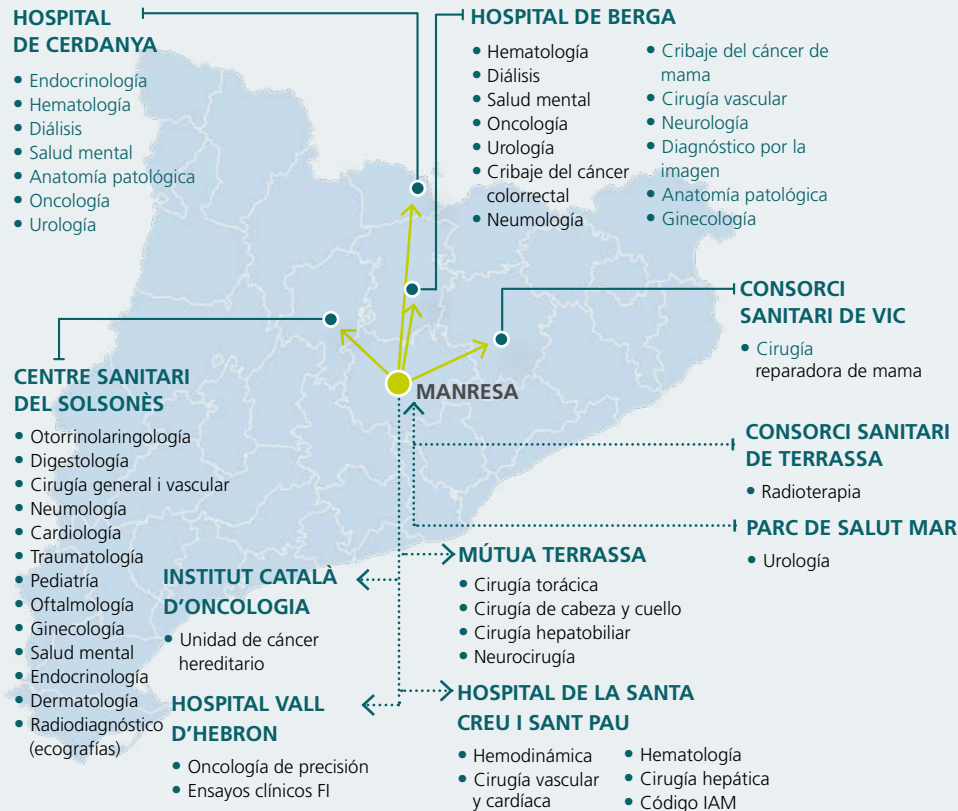 HOSPITAL
DE CERDANYA
• Endocrinología
• Hematología
• Diálisis
• Salud mental
• Anatomía patológica
• Oncología
• Urología
HOSPITAL DE BERGA
• Hematología
• Diálisis
• Salud mental
• Oncología
• Urología
• Cribaje del cáncer
colorrectal
• Neumología
• Cribaje del cáncer de
mama
• Cirugía vascular
• Neurología
• Diagnóstico por la
imagen
• Anatomía patológica
• Ginecología
CONSORCI
SANITARI DE VIC
• Cirugía
reparadora de mama
MANRESA
CENTRE SANITARI
DEL SOLSONÈS
• Otorrinolaringología
• Digestología
• Cirugía general i vascular
• Neumología
• Cardiología
• Traumatología
• Pediatría
• Oftalmología
• Ginecología
• Salud mental
• Endocrinología
• Dermatología
• Radiodiagnóstico
(ecografías)
CONSORCI SANITARI
DE TERRASSA
• Radioterapia
PARC DE SALUT MAR
• Urología
INSTITUT CATALÀ
D'ONCOLOGIA
• Unidad de cáncer
hereditario
MÚTUA TERRASSA
• Cirugía torácica
• Cirugía de cabeza y cuello
• Cirugía hepatobiliar
• Neurocirugía
HOSPITAL VALL
D'HEBRON
• Oncología de precisión
• Ensayos clínicos FI
HOSPITAL DE LA SANTA
CREU I SANT PAU
• Hemodinámica
• Cirugía vascular
y cardíaca
• Hematología
• Cirugía hepática
• Código IAM